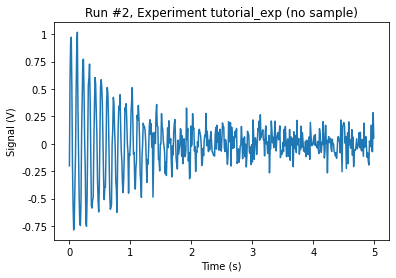 Run #2, Experiment tutorial_exp (no sample)
Signal (V)
1
0.75
0.5
0.25
0
-0.25
-0.5
-0.75
0 1 2 3 4 5
Time (s)